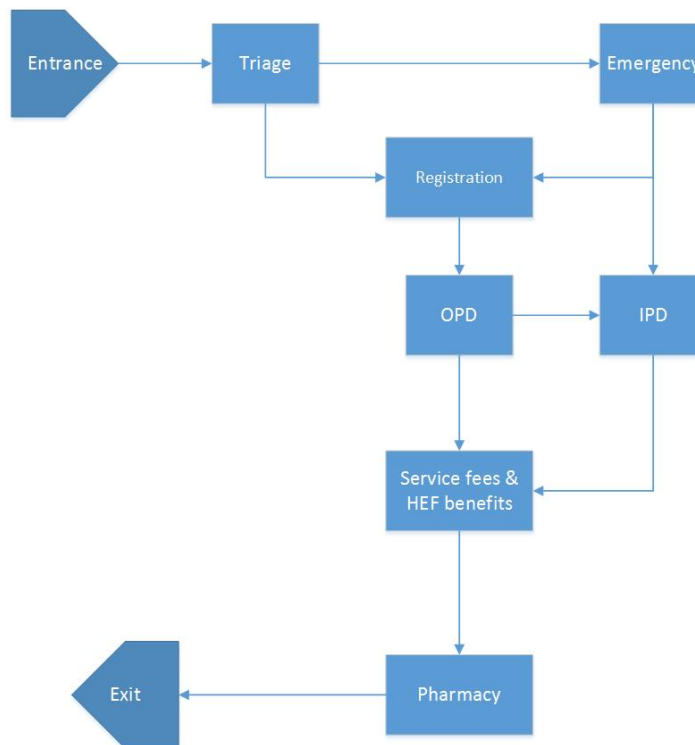 Entrance
Triage
Emergency
Registration
OPD
IPD
Service fees &
HEF benefits
Exit
Pharmacy